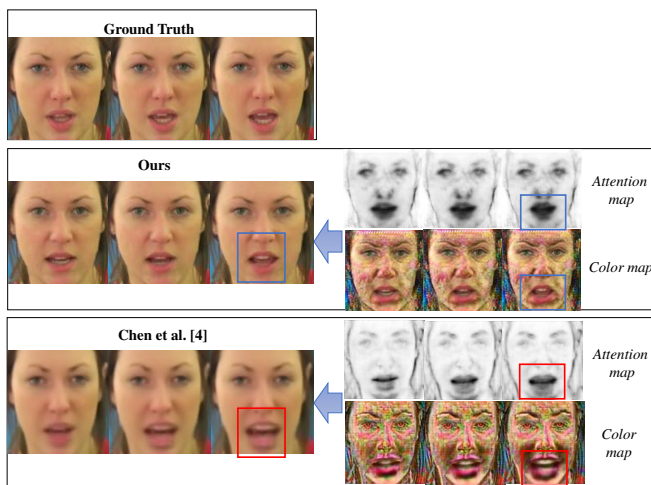 Ground Truth
Ours
Attention
map
Color map
Chen et al. [4]
Attention
map
Color
map